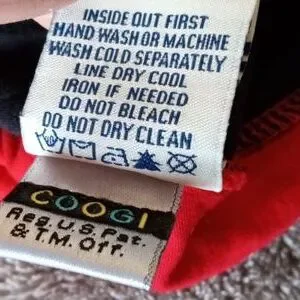 INSIDE OUT FIRST
HAND WASH OR MACHINE
WASH COLD SEPARATELY
LINE DRY COOL
IRON IF NEEDED
DO NOT BLEACH
DO NOT DRY CLEAN
COOGI
Reg. U.S. Pat.
& T.M. Off.